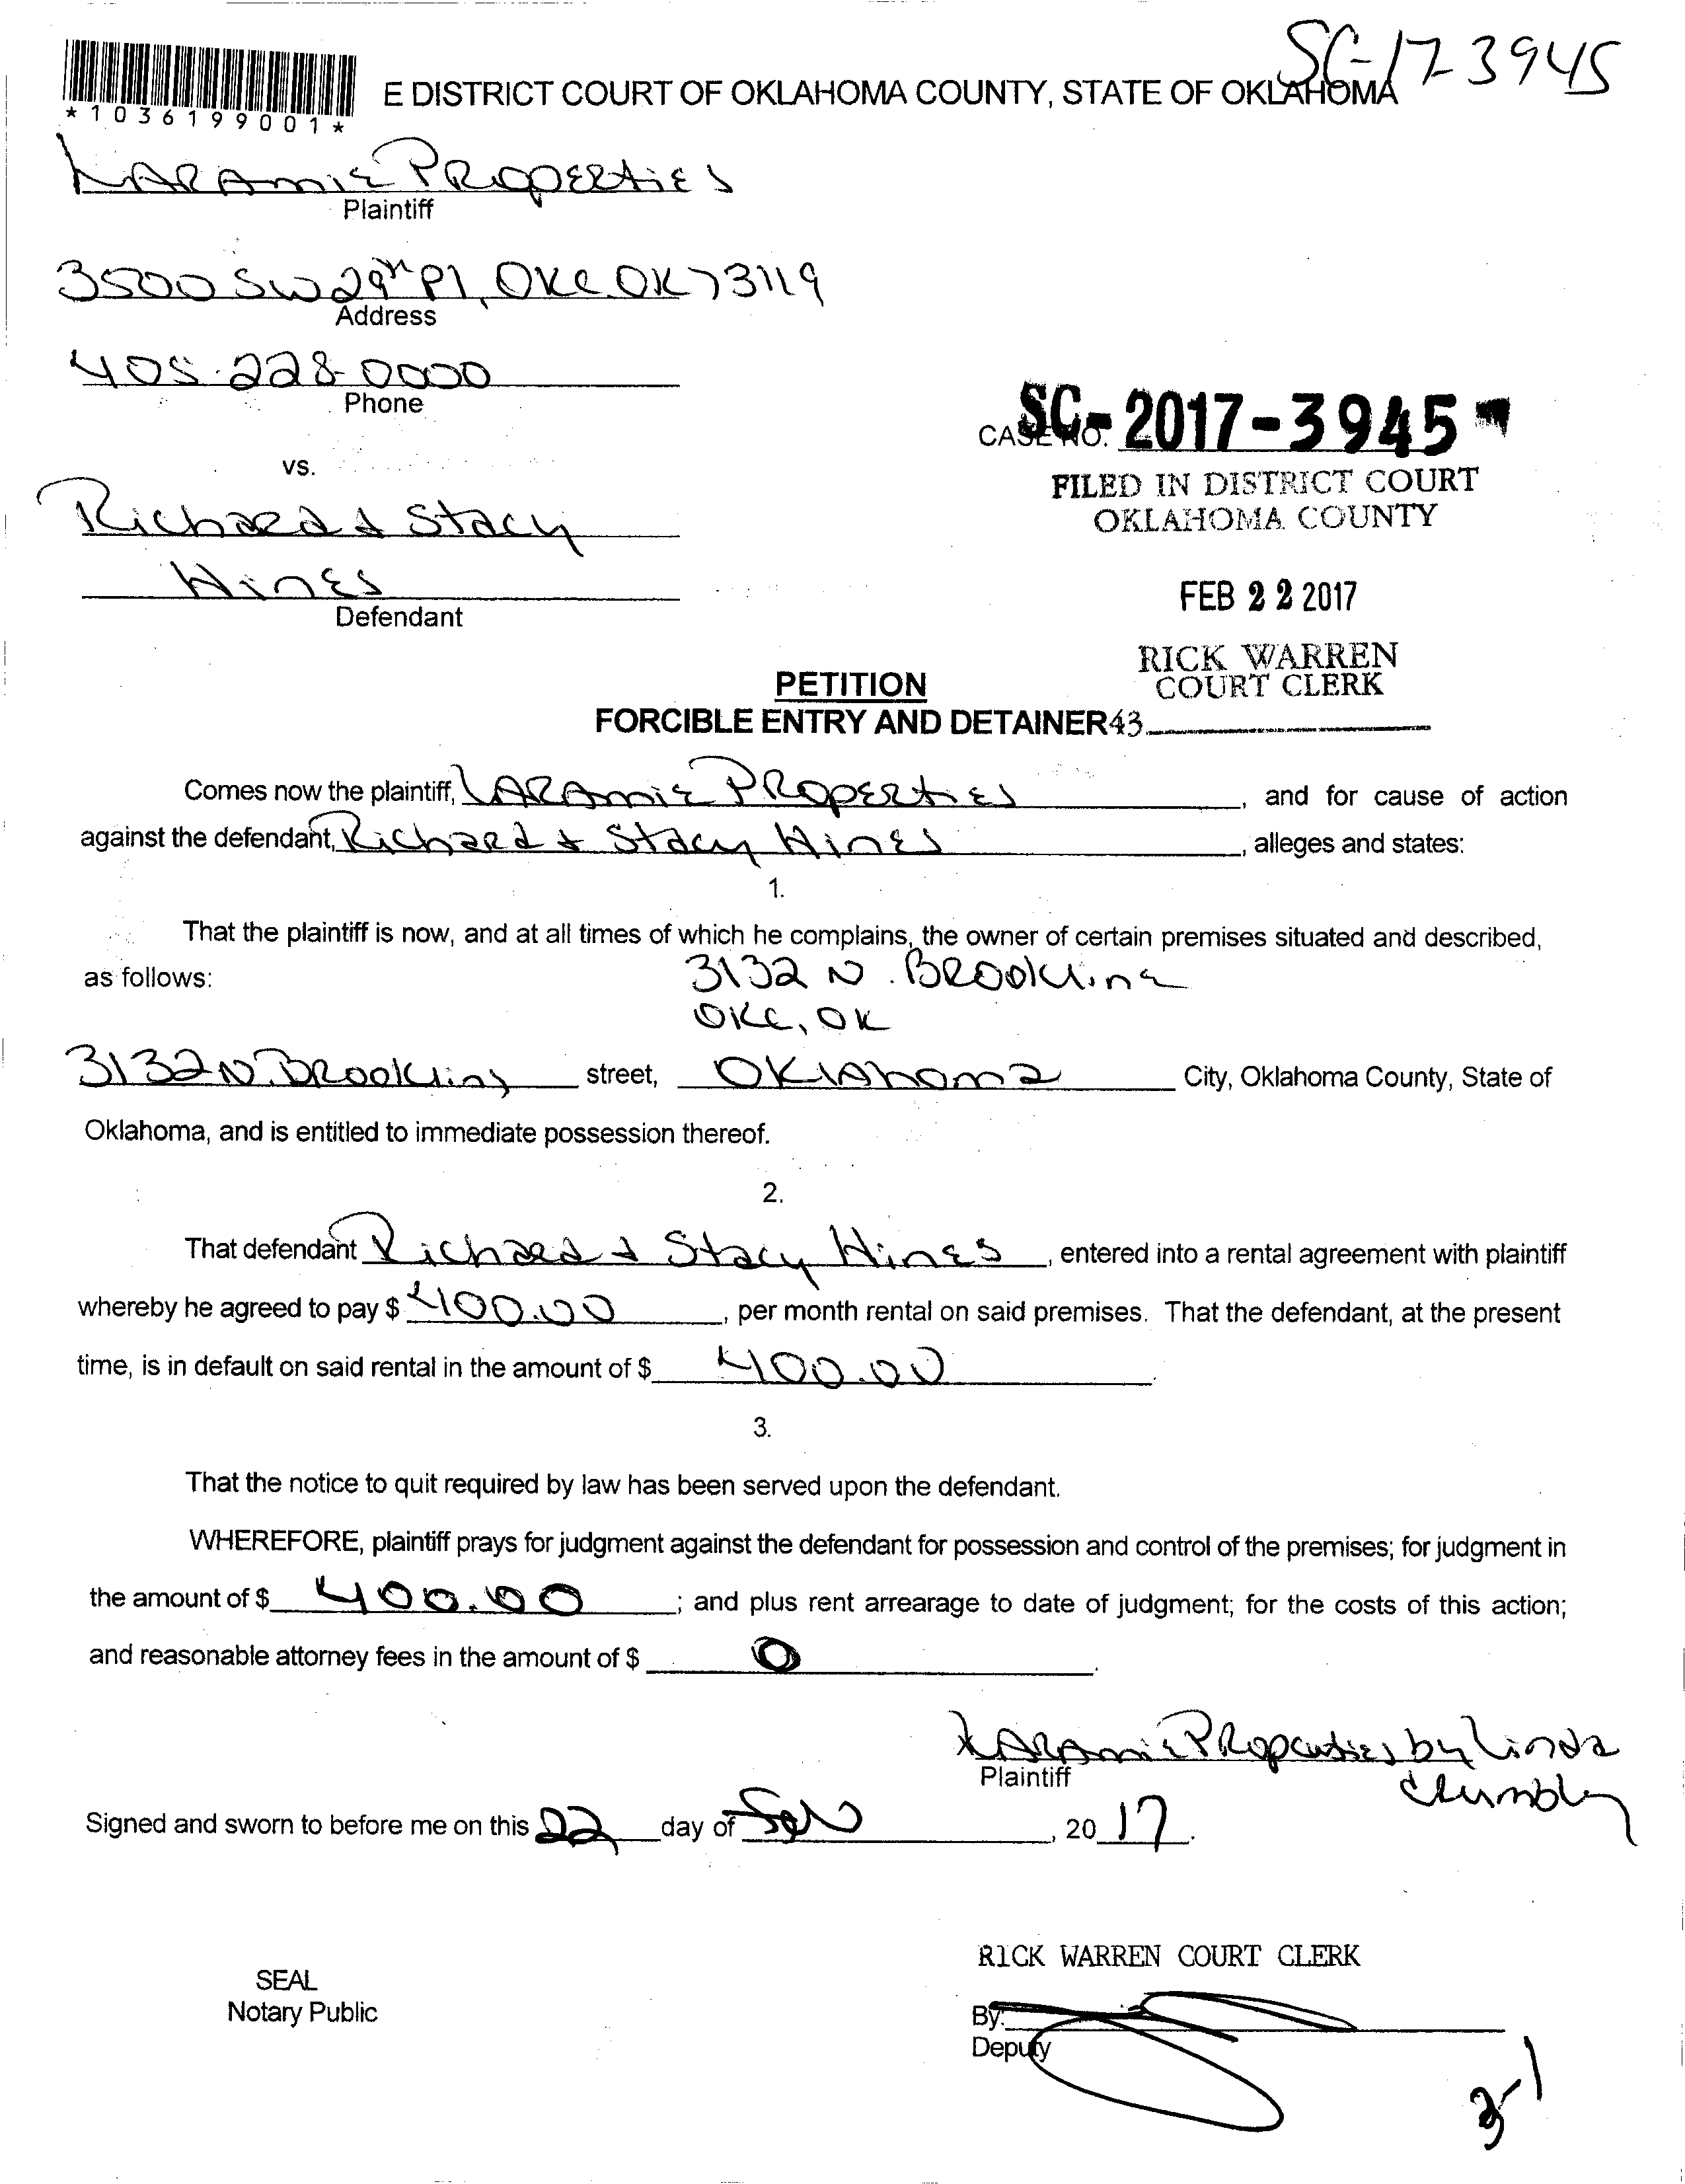 SC-17-3945
*1036199001*
E DISTRICT COURT OF OKLAHOMA COUNTY, STATE OF OKLAHOMA
Laramie Properties
Plaintiff
3500 SW 29th Pl, OKC OK 73119
Address
405-228-0000
Phone
CASE NO. SC-2017-3945
vs.
FILED IN DISTRICT COURT
OKLAHOMA COUNTY
Richard & Stacy
Hines
Defendant
FEB 22 2017
RICK WARREN
COURT CLERK
PETITION
FORCIBLE ENTRY AND DETAINER
43
Comes now the plaintiff, Laramie Properties, and for cause of action
against the defendant, Richard & Stacy Hines, alleges and states:
1.
That the plaintiff is now, and at all times of which he complains, the owner of certain premises situated and described,
as follows: 3132 N. Brookline
OKC, OK
3132 N. Brookline street, Oklahoma City, Oklahoma County, State of
Oklahoma, and is entitled to immediate possession thereof.
2.
That defendant Richard & Stacy Hines, entered into a rental agreement with plaintiff
whereby he agreed to pay $ 400.00, per month rental on said premises. That the defendant, at the present
time, is in default on said rental in the amount of $ 400.00.
3.
That the notice to quit required by law has been served upon the defendant.
WHEREFORE, plaintiff prays for judgment against the defendant for possession and control of the premises; for judgment in
the amount of $ 400.00; and plus rent arrearage to date of judgment; for the costs of this action;
and reasonable attorney fees in the amount of $ 0.
Laramie Properties by Linda
Plaintiff
Signed and sworn to before me on this 22 day of , 2017.
RICK WARREN COURT CLERK
SEAL
Notary Public
By:
Deputy
3-1